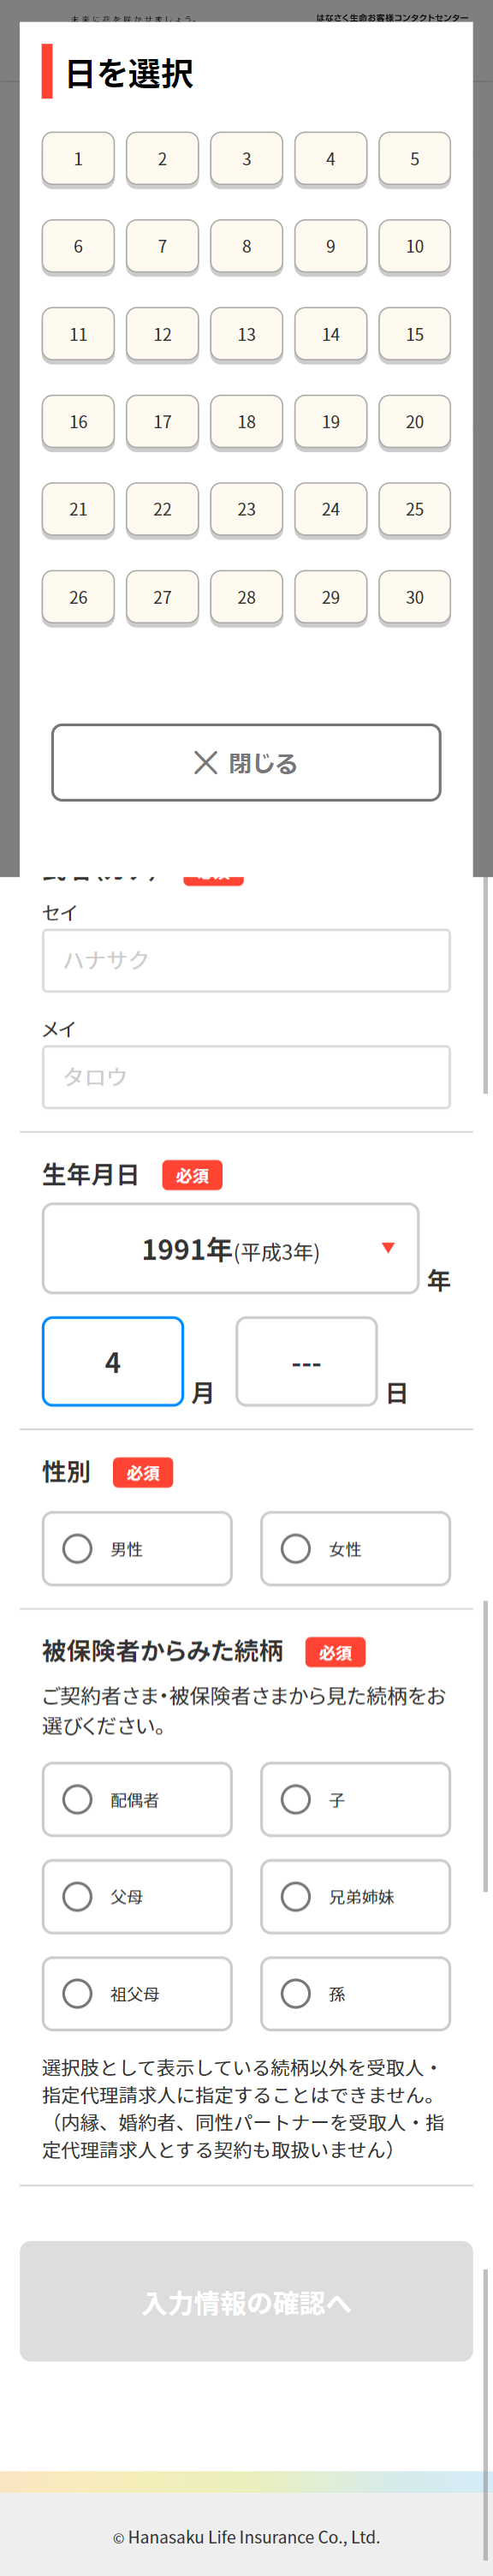 未来に花を咲かせましょう。
はなさく生命お客様コンタクトセンター
日を選択
1 2 3 4 5
6 7 8 9 10
11 12 13 14 15
16 17 18 19 20
21 22 23 24 25
26 27 28 29 30
閉じる
セイ
ハナサク
メイ
タロウ
生年月日 必須
1991年(平成3年)
年
4 月 --- 日
性別 必須
男性 女性
被保険者からみた続柄 必須
ご契約者さま・被保険者さまから見た続柄をお
選びください。
配偶者 子
父母 兄弟姉妹
祖父母 孫
選択肢として表示している続柄以外を受取人・
指定代理請求人に指定することはできません。
（内縁、婚約者、同性パートナーを受取人・指
定代理請求人とする契約も取扱いません）
入力情報の確認へ
© Hanasaku Life Insurance Co., Ltd.